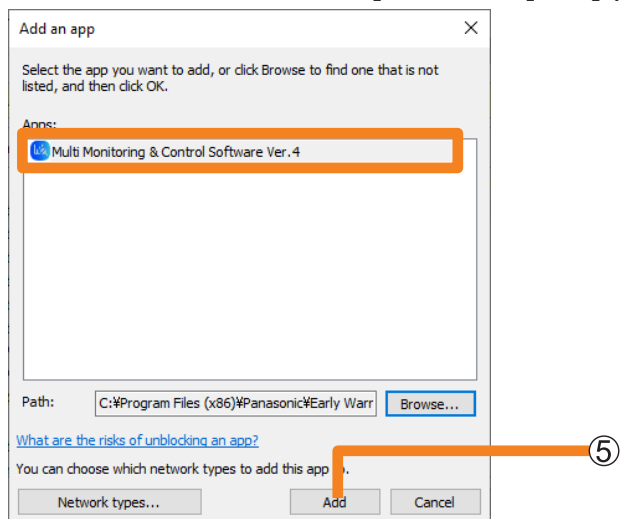 Add an app
Select the app you want to add, or click Browse to find one that is not
listed, and then click OK.
Apps:
Multi Monitoring & Control Software Ver.4
Path:
C:¥Program Files (x86)¥Panasonic¥Early Warr
Browse...
What are the risks of unblocking an app?
You can choose which network types to add this app to.
⑤
Network types...
Add
Cancel